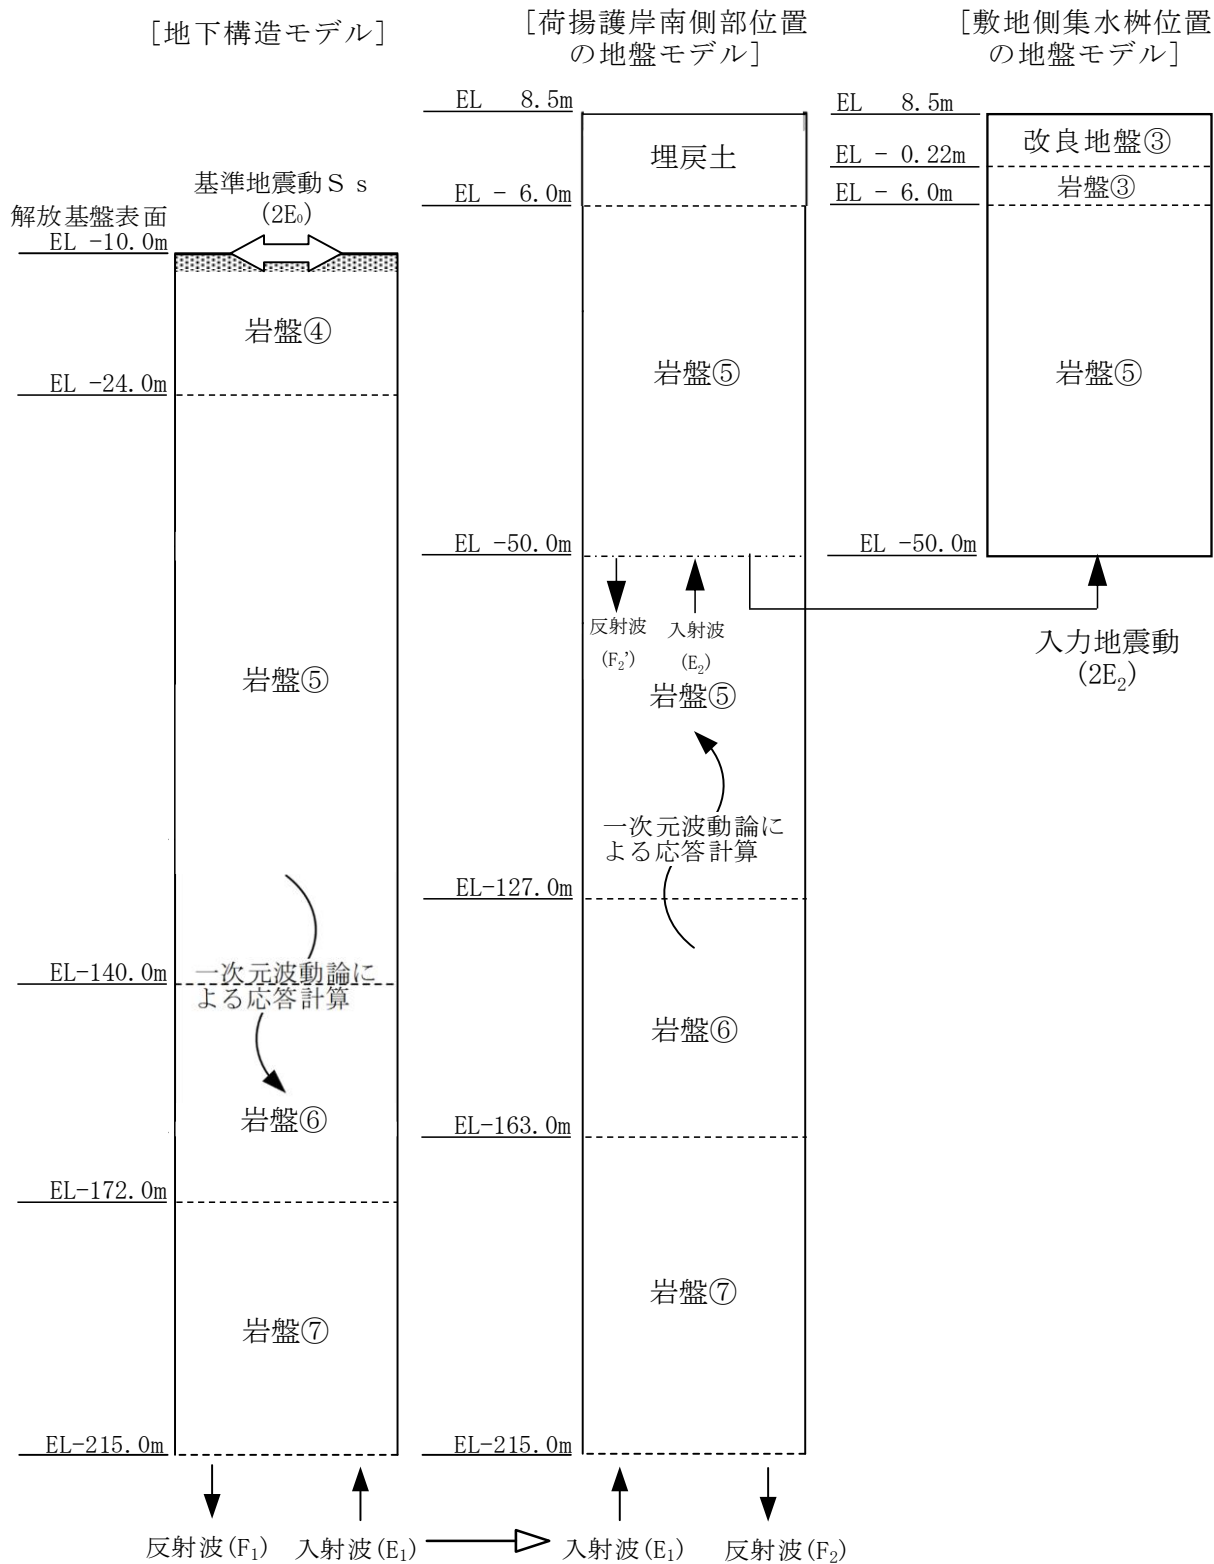 [地下構造モデル]
基準地震動Ｓｓ
(2E₀)
解放基盤表面
EL -10.0m
岩盤④
EL -24.0m
岩盤⑤
EL-140.0m
一次元波動論に
よる応答計算
岩盤⑥
EL-172.0m
岩盤⑦
EL-215.0m
反射波(F₁)
入射波(E₁)
[荷揚護岸南側部位置
の地盤モデル]
EL 8.5m
埋戻土
EL - 6.0m
岩盤⑤
EL -50.0m
反射波
(F₂')
入射波
(E₂)
岩盤⑤
一次元波動論に
よる応答計算
EL-127.0m
岩盤⑥
EL-163.0m
岩盤⑦
EL-215.0m
入射波(E₁)
反射波(F₂)
[敷地側集水桝位置
の地盤モデル]
EL 8.5m
改良地盤③
EL - 0.22m
岩盤③
EL - 6.0m
岩盤⑤
EL -50.0m
入力地震動
(2E₂)